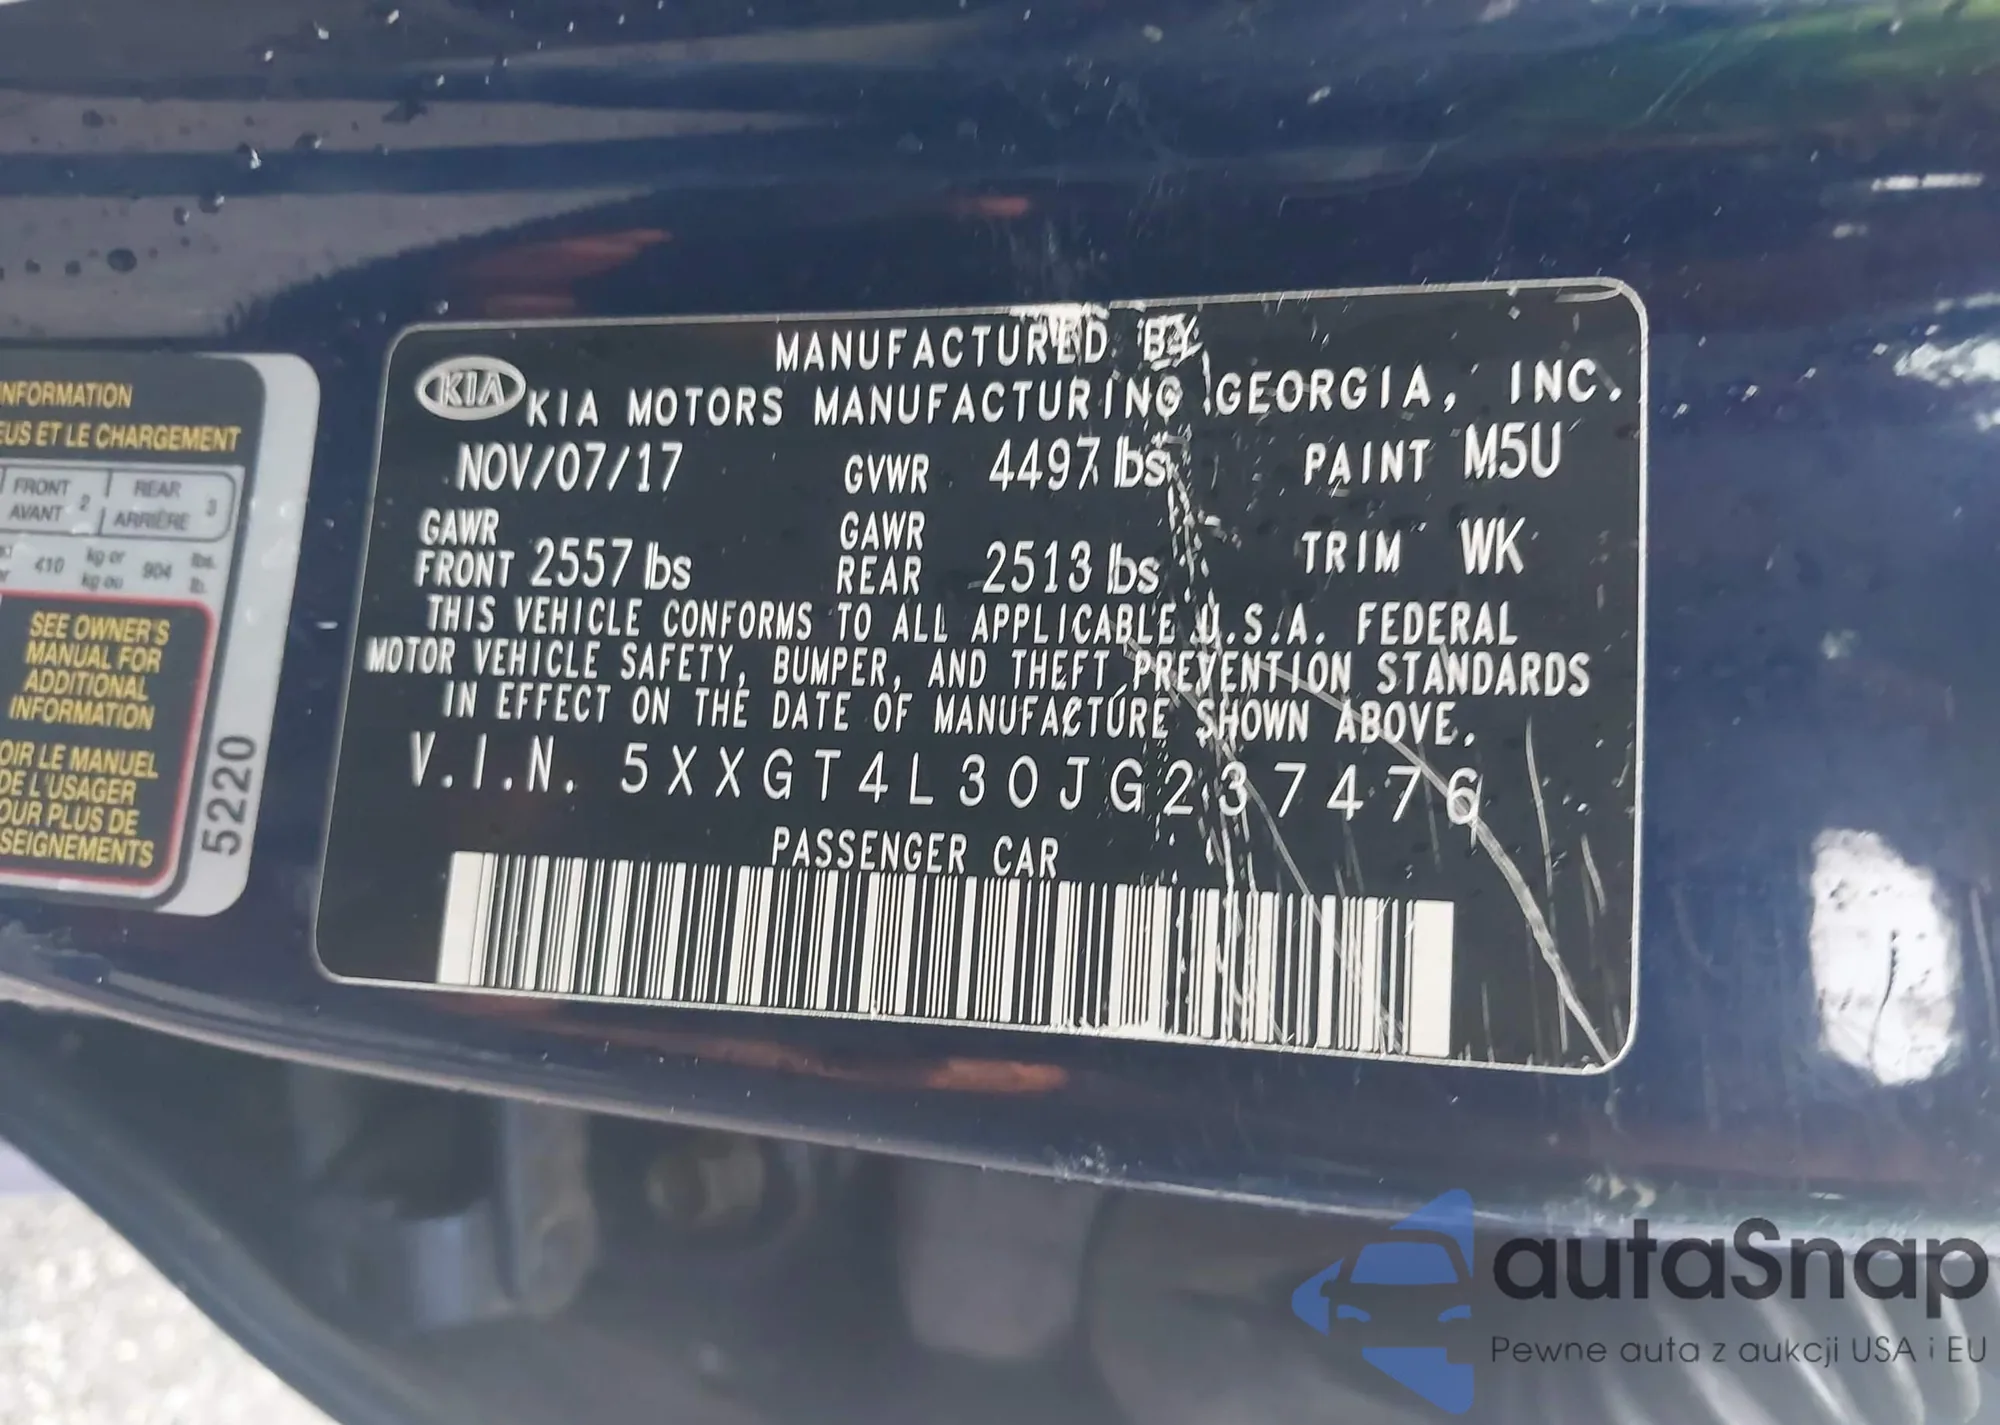 INFORMATION
EUS ET LE CHARGEMENT
FRONT 2 REAR 3
AVANT ARRIÈRE
410 kg or 904 lbs.
kg ou lb.
SEE OWNER'S
MANUAL FOR
ADDITIONAL
INFORMATION
OIR LE MANUEL
DE L'USAGER
OUR PLUS DE
SEIGNEMENTS
5220
MANUFACTURED BY
KIA KIA MOTORS MANUFACTURING GEORGIA, INC.
NOV/07/17 GVWR 4497 lbs PAINT M5U
GAWR GAWR
FRONT 2557 lbs REAR 2513 lbs TRIM WK
THIS VEHICLE CONFORMS TO ALL APPLICABLE U.S.A. FEDERAL
MOTOR VEHICLE SAFETY, BUMPER, AND THEFT PREVENTION STANDARDS
IN EFFECT ON THE DATE OF MANUFACTURE SHOWN ABOVE.
V.I.N. 5XXGT4L30JG237476
PASSENGER CAR
autaSnap
Pewne auta z aukcji USA i EU